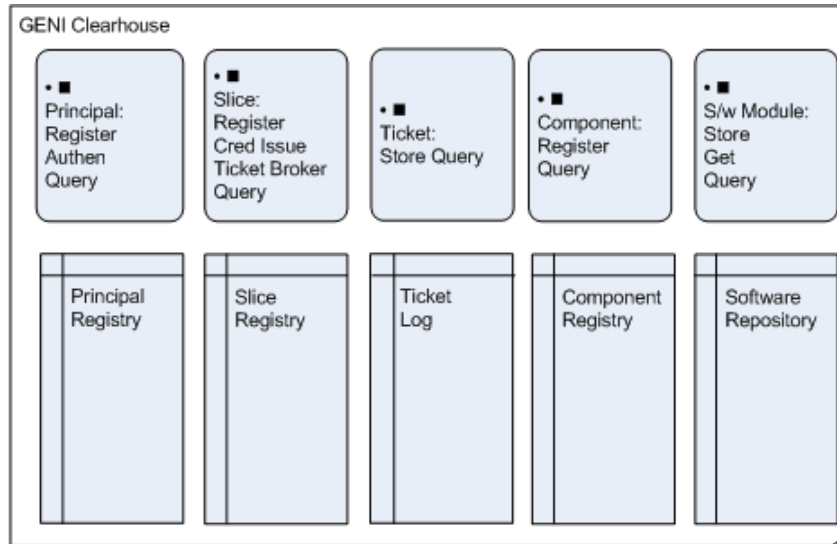 GENI Clearhouse
• ■
Principal:
Register
Authen
Query
• ■
Slice:
Register
Cred Issue
Ticket Broker
Query
• ■
Ticket:
Store Query
• ■
Component:
Register
Query
• ■
S/w Module:
Store
Get
Query
Principal
Registry
Slice
Registry
Ticket
Log
Component
Registry
Software
Repository